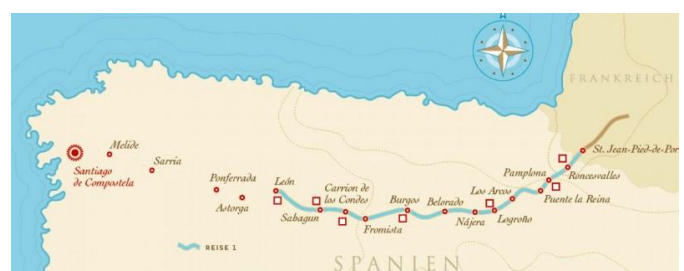 FRANKREICH
St. Jean-Pied-de-Por
Roncesvalles
Pamplona
Puente la Reina
Los Arcos
Logroño
Nájera
Belorado
Burgos
Fromista
Carrion de
los Condes
Sahagun
León
Astorga
Ponferrada
Sarria
Melide
Santiago
de Compostela
REISE 1
SPANIEN